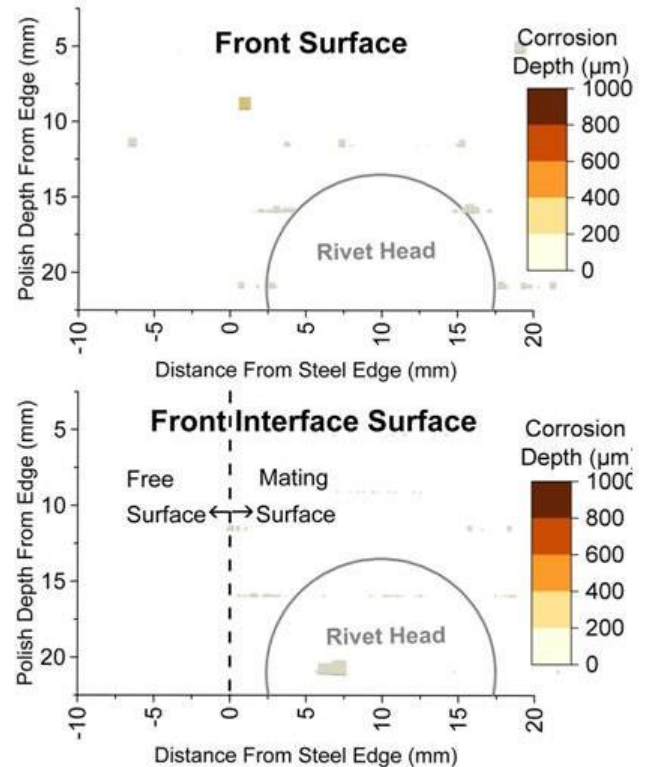 Front Surface
Corrosion
Depth (µm)
1000
800
600
400
200
0
Polish Depth From Edge (mm)
5
10
15
20
Rivet Head
-10
-5
0
5
10
15
20
Distance From Steel Edge (mm)
Front Interface Surface
Corrosion
Depth (µm)
1000
800
600
400
200
0
Polish Depth From Edge (mm)
5
10
15
20
Free
Surface
Mating
Surface
Rivet Head
-10
-5
0
5
10
15
20
Distance From Steel Edge (mm)